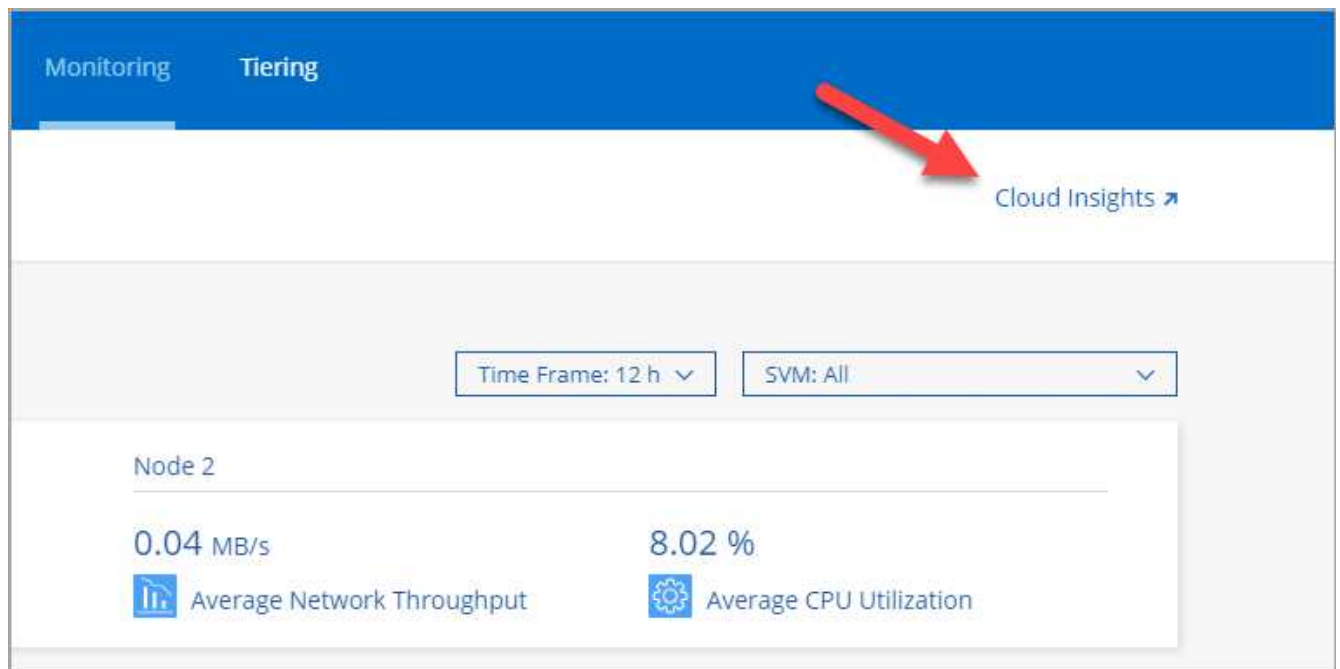 Monitoring Tiering
Cloud Insights
Time Frame: 12 h SVM: All
Node 2
0.04 MB/s 8.02 %
Average Network Throughput Average CPU Utilization